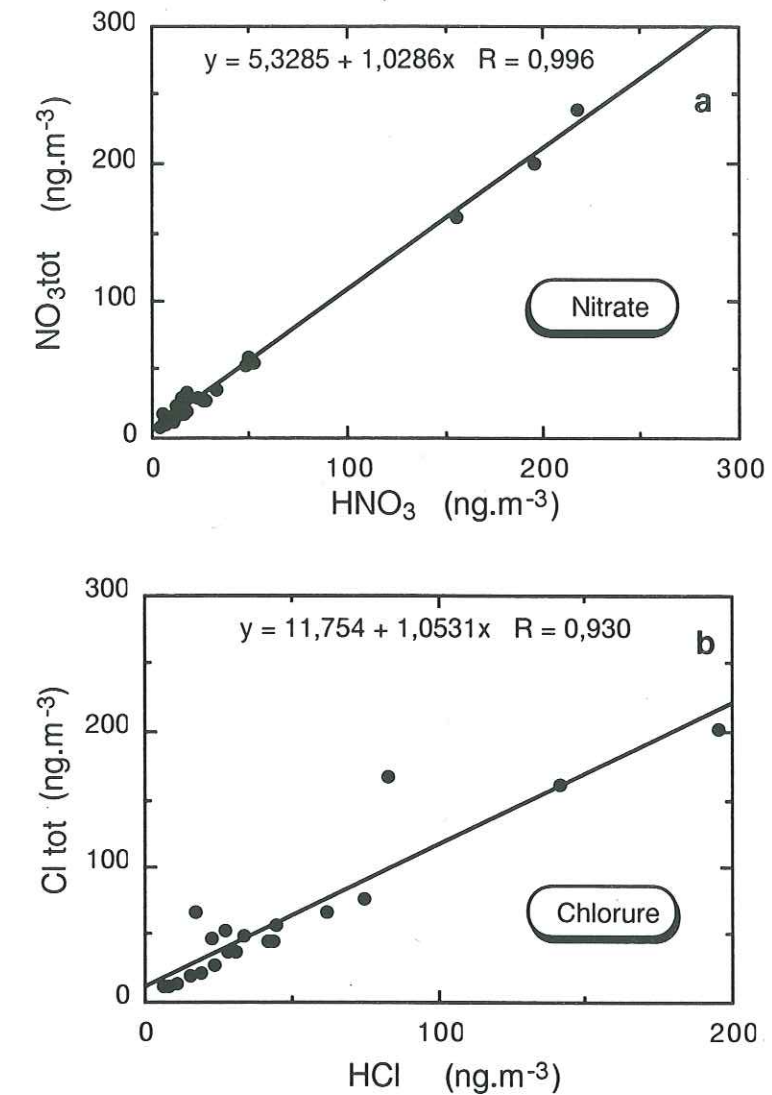 300
y = 5,3285 + 1,0286x R = 0,996
a
200
NO₃tot (ng.m⁻³)
Nitrate
100
0
0 100 200 300
HNO₃ (ng.m⁻³)
300
y = 11,754 + 1,0531x R = 0,930
b
200
Cl tot (ng.m⁻³)
100
Chlorure
0
0 100 200
HCl (ng.m⁻³)